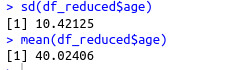 > sd(df_reduced$age)
[1] 10.42125
> mean(df_reduced$age)
[1] 40.02406